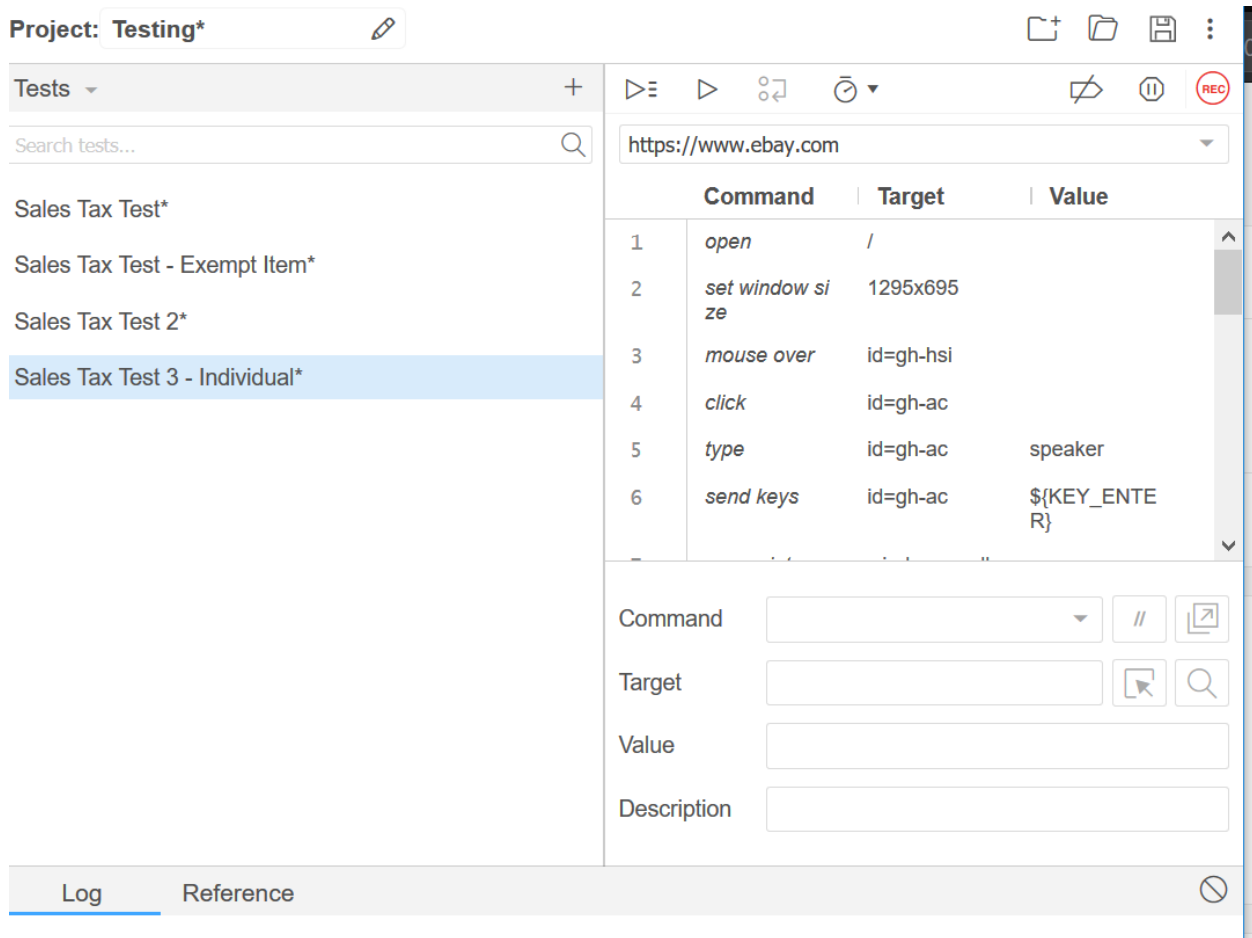 Project: Testing*
Tests
Search tests...
Sales Tax Test*
Sales Tax Test - Exempt Item*
Sales Tax Test 2*
Sales Tax Test 3 - Individual*
REC
https://www.ebay.com
Command Target Value
1 open /
2 set window si
ze 1295x695
3 mouse over id=gh-hsi
4 click id=gh-ac
5 type id=gh-ac speaker
6 send keys id=gh-ac ${KEY_ENTE
R}
Command //
Target
Value
Description
Log Reference